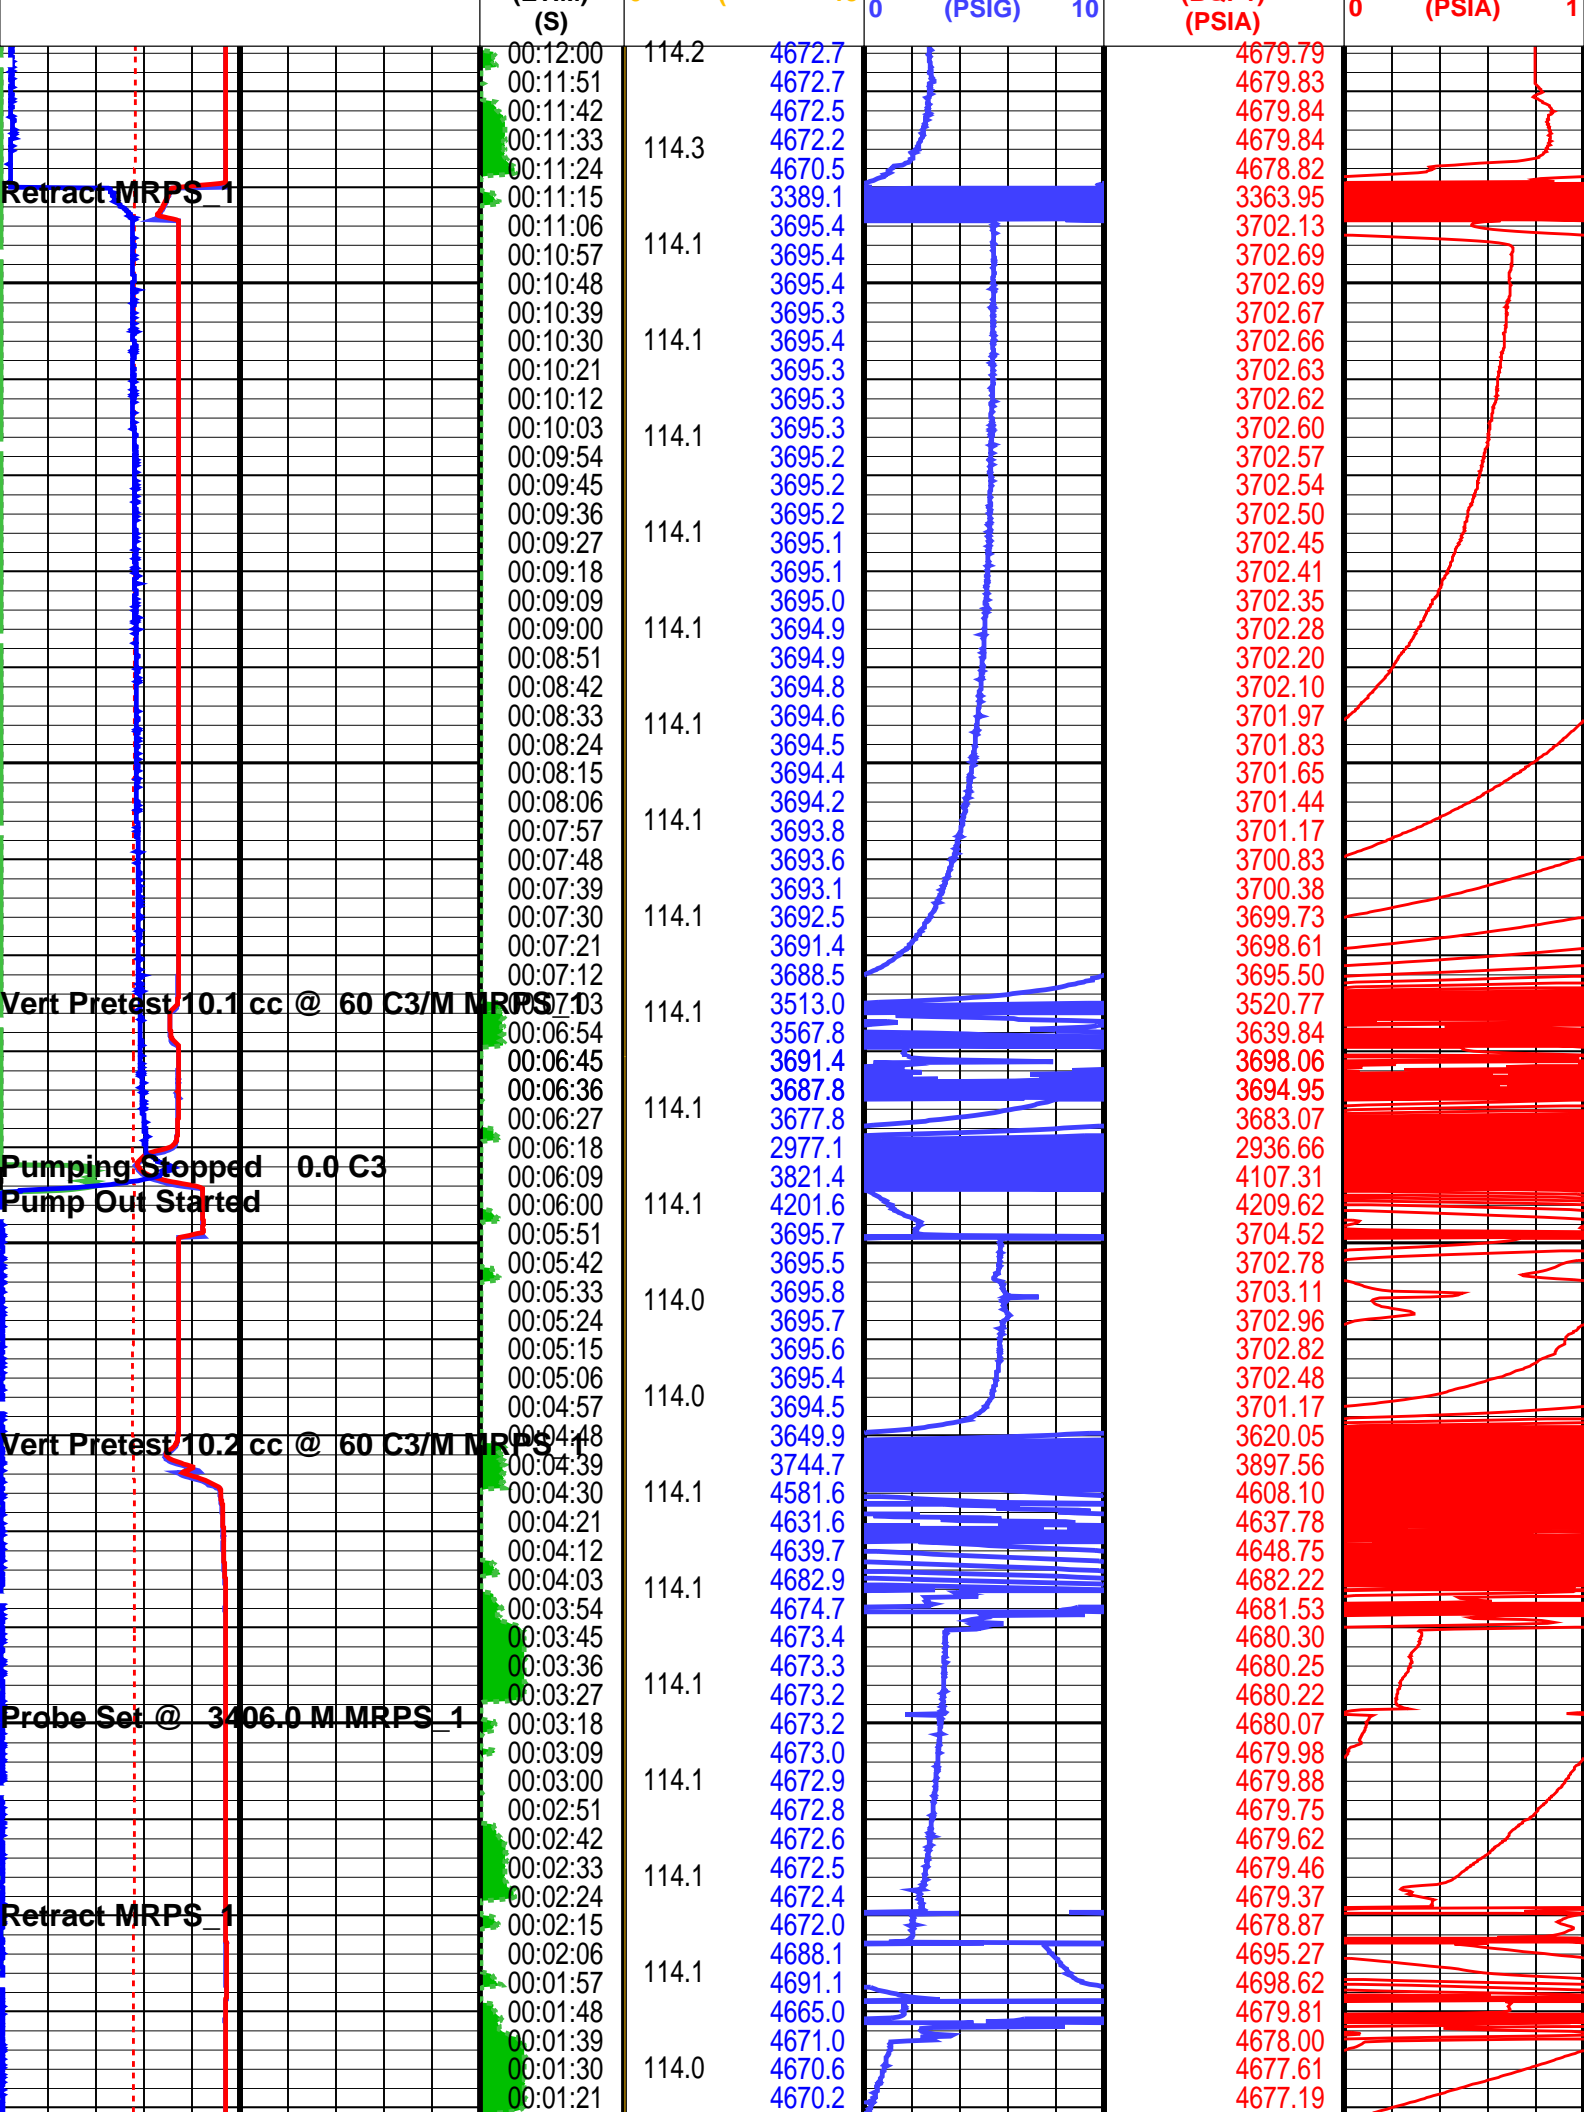 (S)
0 (PSIG) 10
(PSIA)
0 (PSIA) 1
00:12:00 114.2 4672.7 4679.79
00:11:51 4672.7 4679.83
00:11:42 4672.5 4679.84
00:11:33 114.3 4672.2 4679.84
00:11:24 4670.5 4678.82
Retract MRPS_1 00:11:15 3389.1 3363.95
00:11:06 3695.4 3702.13
00:10:57 114.1 3695.4 3702.69
00:10:48 3695.4 3702.69
00:10:39 3695.3 3702.67
00:10:30 114.1 3695.4 3702.66
00:10:21 3695.3 3702.63
00:10:12 3695.3 3702.62
00:10:03 114.1 3695.3 3702.60
00:09:54 3695.2 3702.57
00:09:45 3695.2 3702.54
00:09:36 3695.2 3702.50
00:09:27 114.1 3695.1 3702.45
00:09:18 3695.1 3702.41
00:09:09 3695.0 3702.35
00:09:00 114.1 3694.9 3702.28
00:08:51 3694.9 3702.20
00:08:42 3694.8 3702.10
00:08:33 114.1 3694.6 3701.97
00:08:24 3694.5 3701.83
00:08:15 3694.4 3701.65
00:08:06 3694.2 3701.44
00:07:57 114.1 3693.8 3701.17
00:07:48 3693.6 3700.83
00:07:39 3693.1 3700.38
00:07:30 114.1 3692.5 3699.73
00:07:21 3691.4 3698.61
00:07:12 3688.5 3695.50
Vert Pretest 10.1 cc @ 60 C3/M MRPS_1 00:07:03 114.1 3513.0 3520.77
00:06:54 3567.8 3639.84
00:06:45 3691.4 3698.06
00:06:36 3687.8 3694.95
00:06:27 114.1 3677.8 3683.07
00:06:18 2977.1 2936.66
Pumping Stopped 0.0 C3 00:06:09 3821.4 4107.31
Pump Out Started 00:06:00 114.1 4201.6 4209.62
00:05:51 3695.7 3704.52
00:05:42 3695.5 3702.78
00:05:33 114.0 3695.8 3703.11
00:05:24 3695.7 3702.96
00:05:15 3695.6 3702.82
00:05:06 3695.4 3702.48
00:04:57 114.0 3694.5 3701.17
Vert Pretest 10.2 cc @ 60 C3/M MRPS_1 00:04:48 3649.9 3620.05
00:04:39 3744.7 3897.56
00:04:30 114.1 4581.6 4608.10
00:04:21 4631.6 4637.78
00:04:12 4639.7 4648.75
00:04:03 114.1 4682.9 4682.22
00:03:54 4674.7 4681.53
00:03:45 4673.4 4680.30
00:03:36 4673.3 4680.25
00:03:27 114.1 4673.2 4680.22
Probe Set @ 3406.0 M MRPS_1 00:03:18 4673.2 4680.07
00:03:09 4673.0 4679.98
00:03:00 114.1 4672.9 4679.88
00:02:51 4672.8 4679.75
00:02:42 4672.6 4679.62
00:02:33 114.1 4672.5 4679.46
00:02:24 4672.4 4679.37
Retract MRPS_1 00:02:15 4672.0 4678.87
00:02:06 4688.1 4695.27
00:01:57 114.1 4691.1 4698.62
00:01:48 4665.0 4679.81
00:01:39 4671.0 4678.00
00:01:30 114.0 4670.6 4677.61
00:01:21 4670.2 4677.19